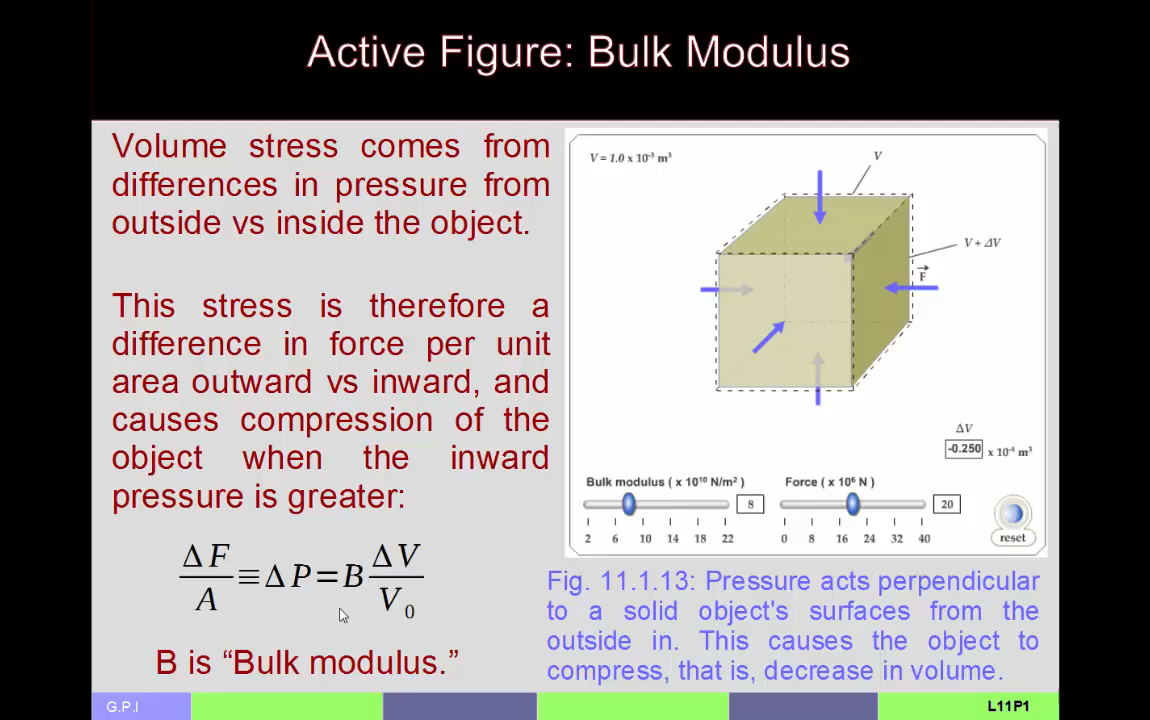 Active Figure: Bulk Modulus
Volume stress comes from
differences in pressure from
outside vs inside the object.
This stress is therefore a
difference in force per unit
area outward vs inward, and
causes compression of the
object when the inward
pressure is greater:
ΔF/A ≡ ΔP = B ΔV/V₀
B is “Bulk modulus.”
V = 1.0 x 10⁻³ m³
V
V + ΔV
F⃗
ΔV
-0.250 x 10⁻⁴ m³
Bulk modulus ( x 10¹⁰ N/m² )
8
2 6 10 14 18 22
Force ( x 10⁶ N )
20
0 8 16 24 32 40
reset
Fig. 11.1.13: Pressure acts perpendicular
to a solid object's surfaces from the
outside in. This causes the object to
compress, that is, decrease in volume.
G.P.I
L11P1